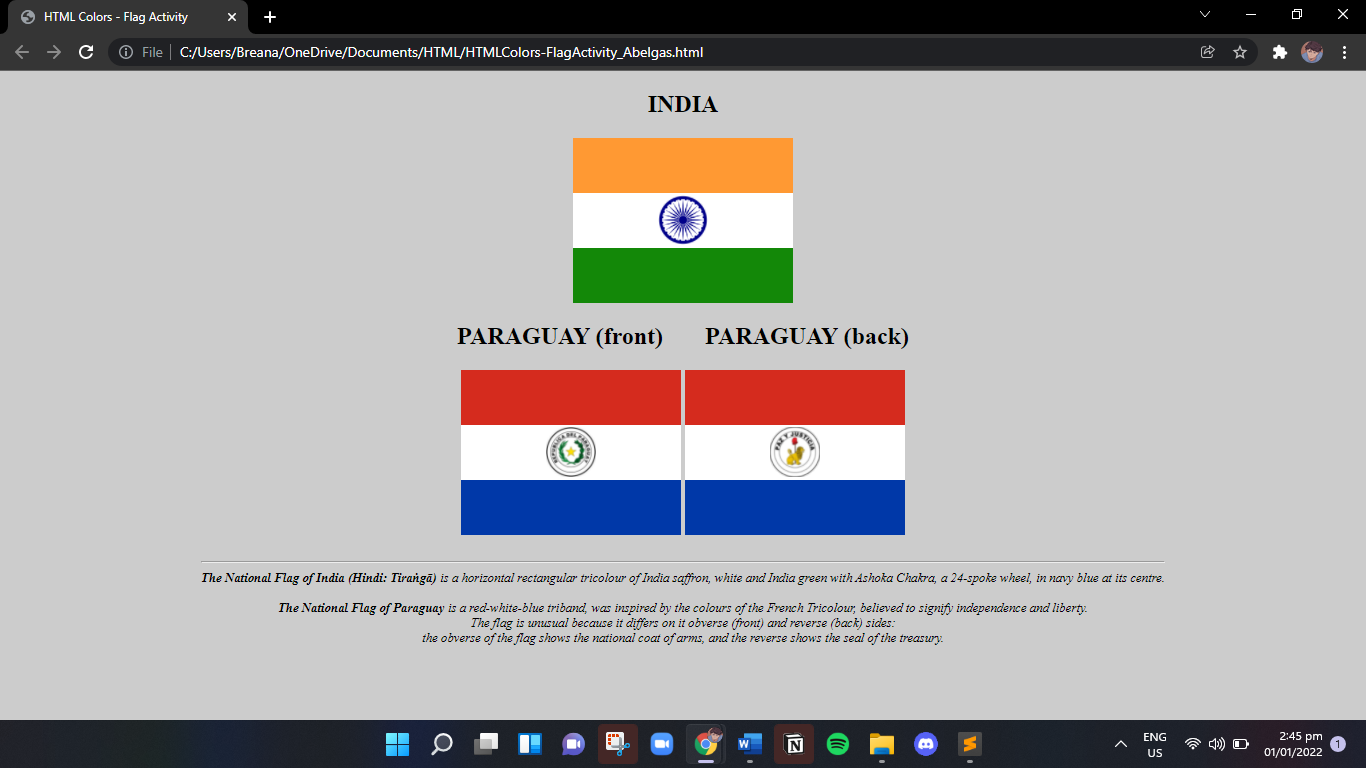 HTML Colors - Flag Activity
File C:/Users/Breana/OneDrive/Documents/HTML/HTMLColors-FlagActivity_Abelgas.html
INDIA
PARAGUAY (front) PARAGUAY (back)
REPUBLICA DEL PARAGUAY PAZ Y JUSTICIA
The National Flag of India (Hindi: Tiraṅgā) is a horizontal rectangular tricolour of India saffron, white and India green with Ashoka Chakra, a 24-spoke wheel, in navy blue at its centre.
The National Flag of Paraguay is a red-white-blue triband, was inspired by the colours of the French Tricolour, believed to signify independence and liberty.
The flag is unusual because it differs on it obverse (front) and reverse (back) sides:
the obverse of the flag shows the national coat of arms, and the reverse shows the seal of the treasury.
ENG
US
2:45 pm
01/01/2022
1